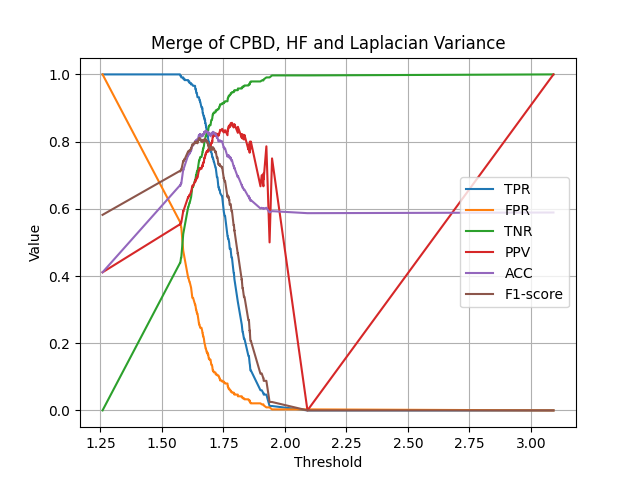 Merge of CPBD, HF and Laplacian Variance
Value
1.0
0.8
0.6
0.4
0.2
0.0
TPR
FPR
TNR
PPV
ACC
F1-score
1.25
1.50
1.75
2.00
2.25
2.50
2.75
3.00
Threshold